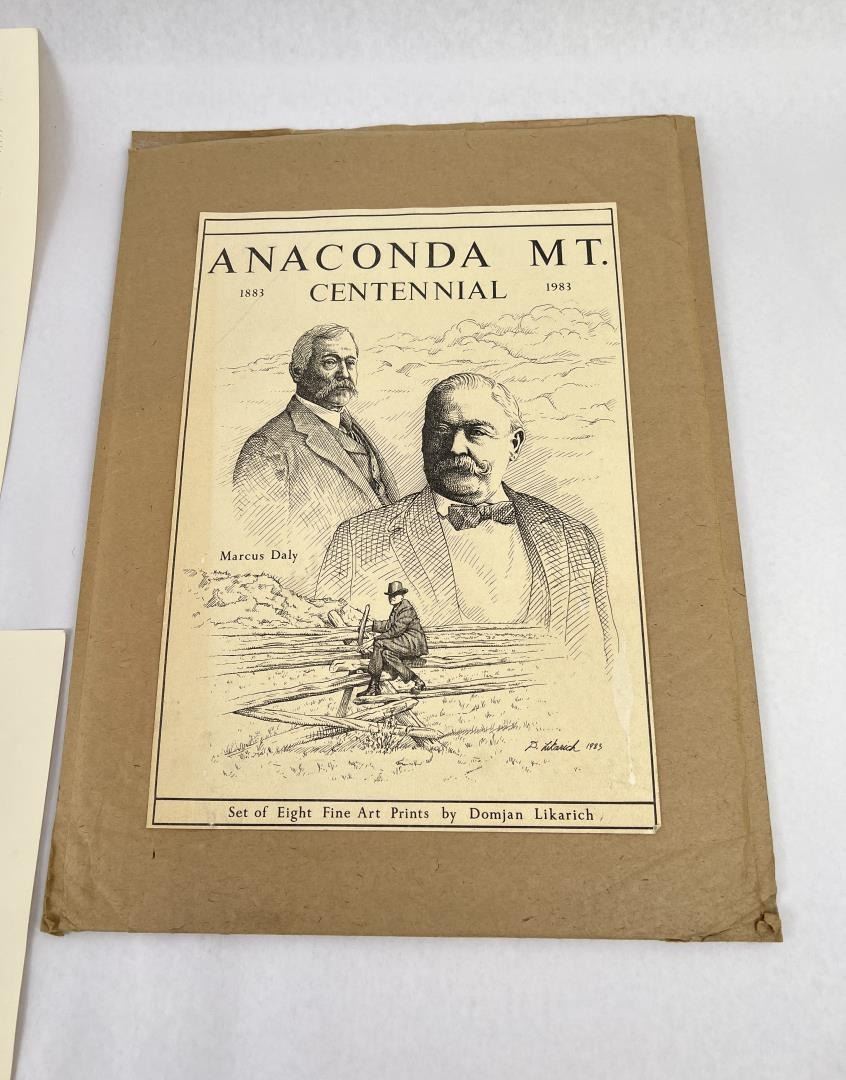 ANACONDA MT.
1883 CENTENNIAL 1983
Marcus Daly
D. Likarich 1983
Set of Eight Fine Art Prints by Domjan Likarich